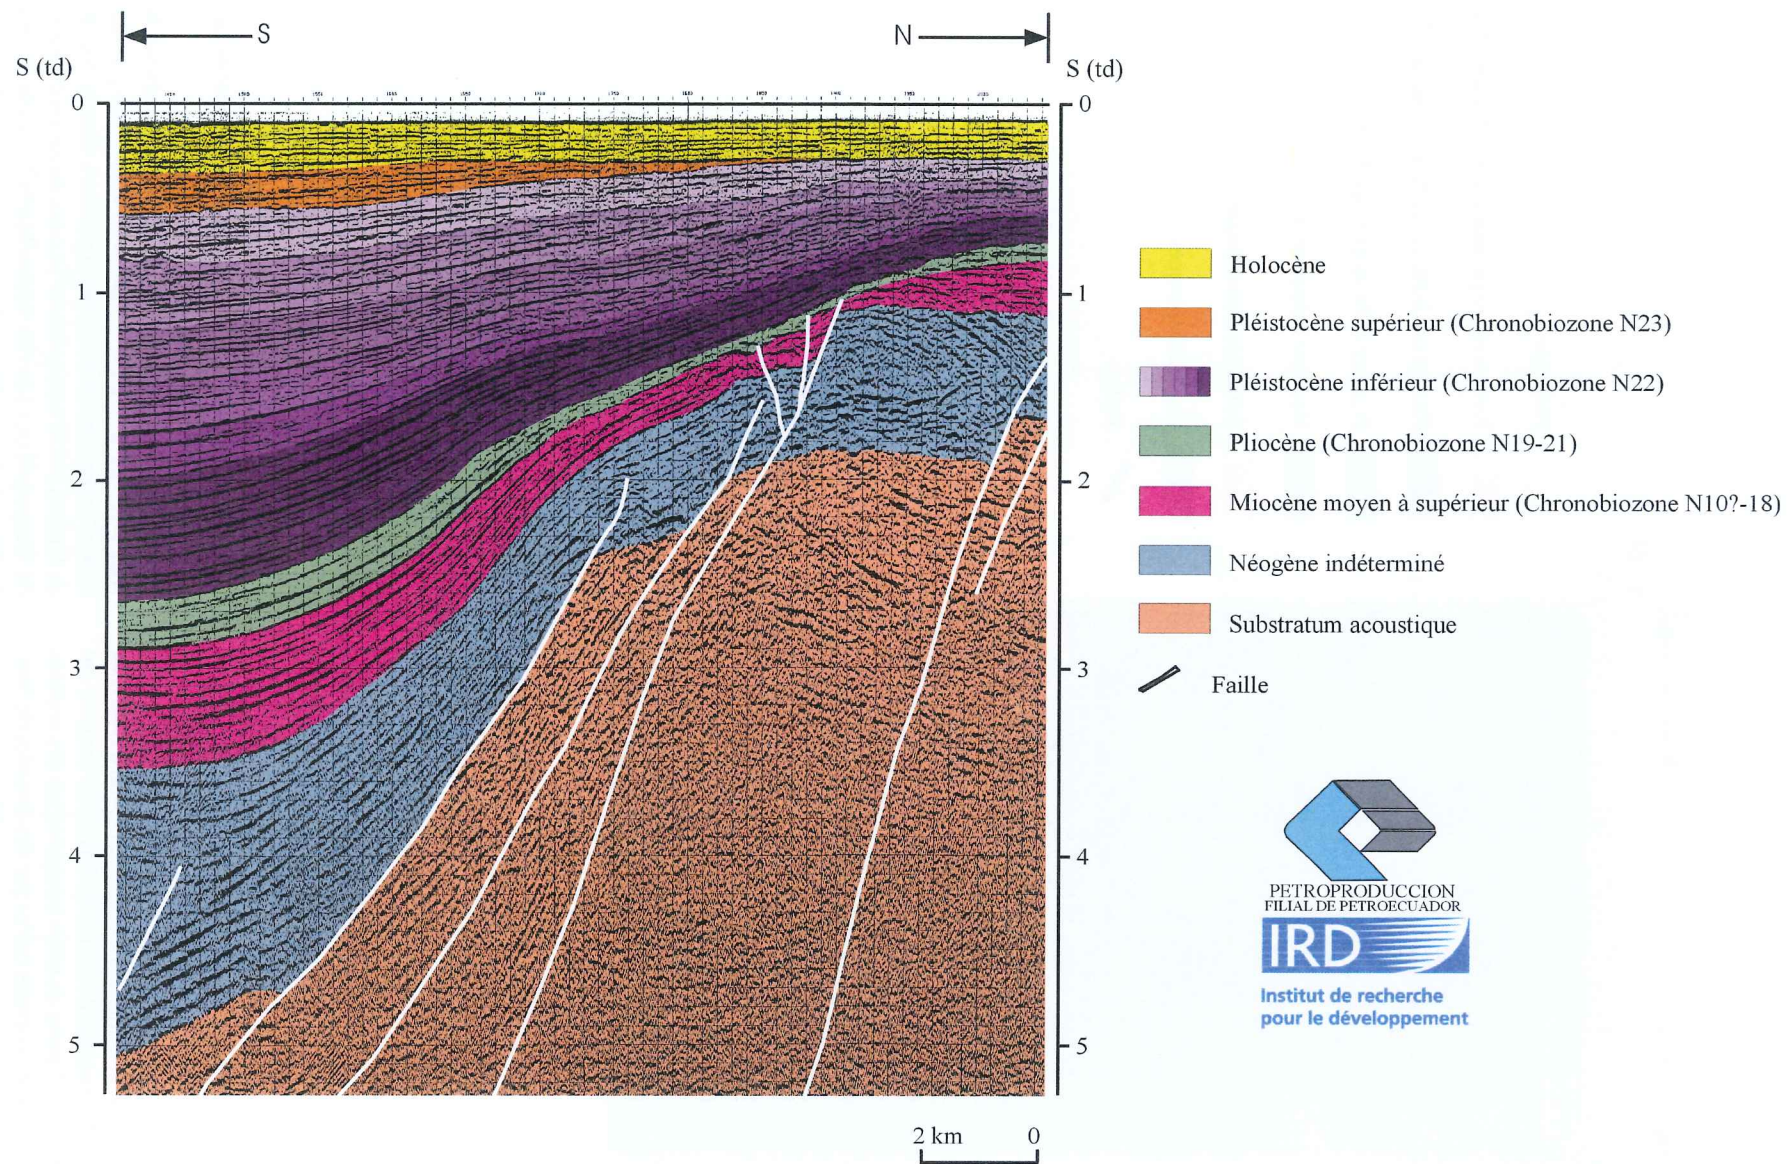 S N
S (td) S (td)
0 0
1 1
2 2
3 3
4 4
5 5
Holocène
Pléistocène supérieur (Chronobiozone N23)
Pléistocène inférieur (Chronobiozone N22)
Pliocène (Chronobiozone N19-21)
Miocène moyen à supérieur (Chronobiozone N10?-18)
Néogène indéterminé
Substratum acoustique
Faille
PETROPRODUCCION
FILIAL DE PETROECUADOR
IRD
Institut de recherche
pour le développement
2 km 0